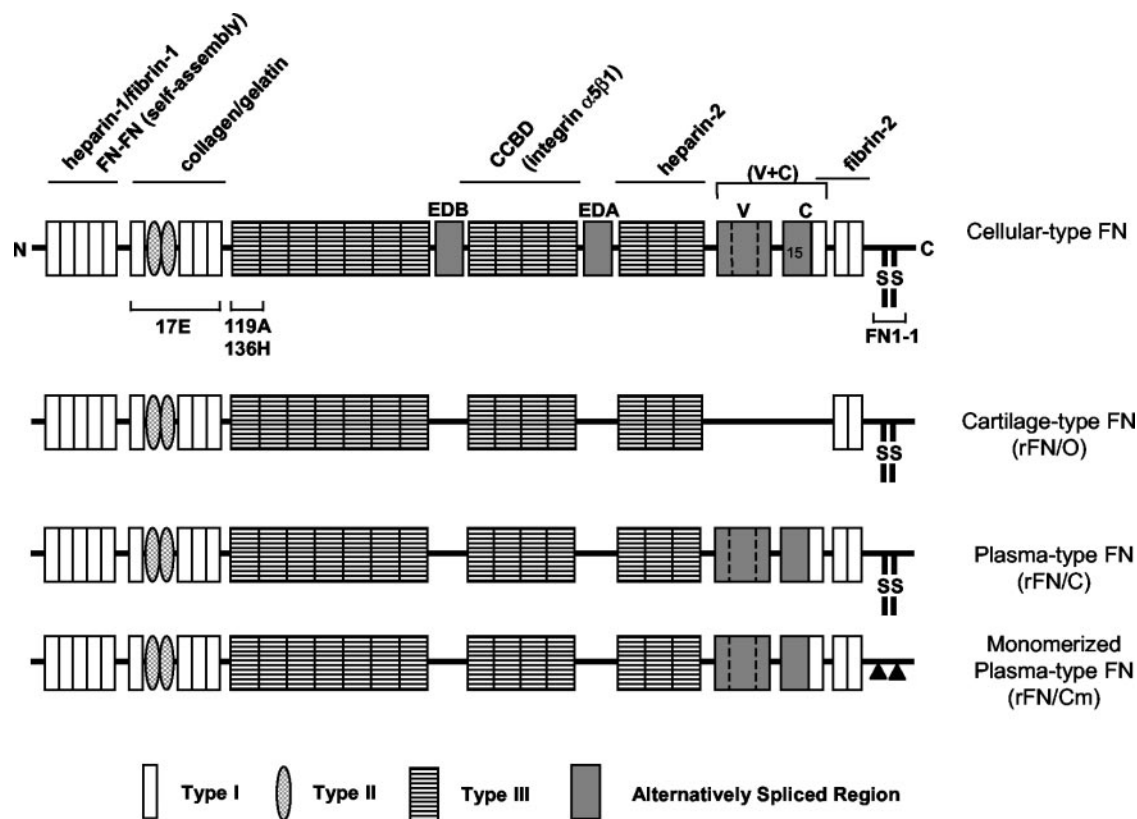 heparin-1/fibrin-1
FN-FN (self-assembly)
collagen/gelatin
CCBD
(integrin α5β1)
heparin-2
fibrin-2
(V+C)
EDB
EDA
V
C
N
15
C
Cellular-type FN
SS
17E
119A
136H
FN1-1
Cartilage-type FN
(rFN/O)
SS
Plasma-type FN
(rFN/C)
SS
Monomerized
Plasma-type FN
(rFN/Cm)
Type I
Type II
Type III
Alternatively Spliced Region